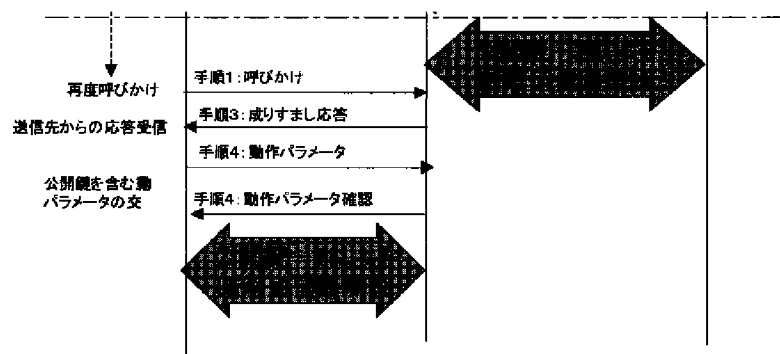 再度呼びかけ
手順1:呼びかけ
送信先からの応答受信
手順3:成りすまし応答
手順4:動作パラメータ
公開鍵を含む動
パラメータの交
手順4:動作パラメータ確認